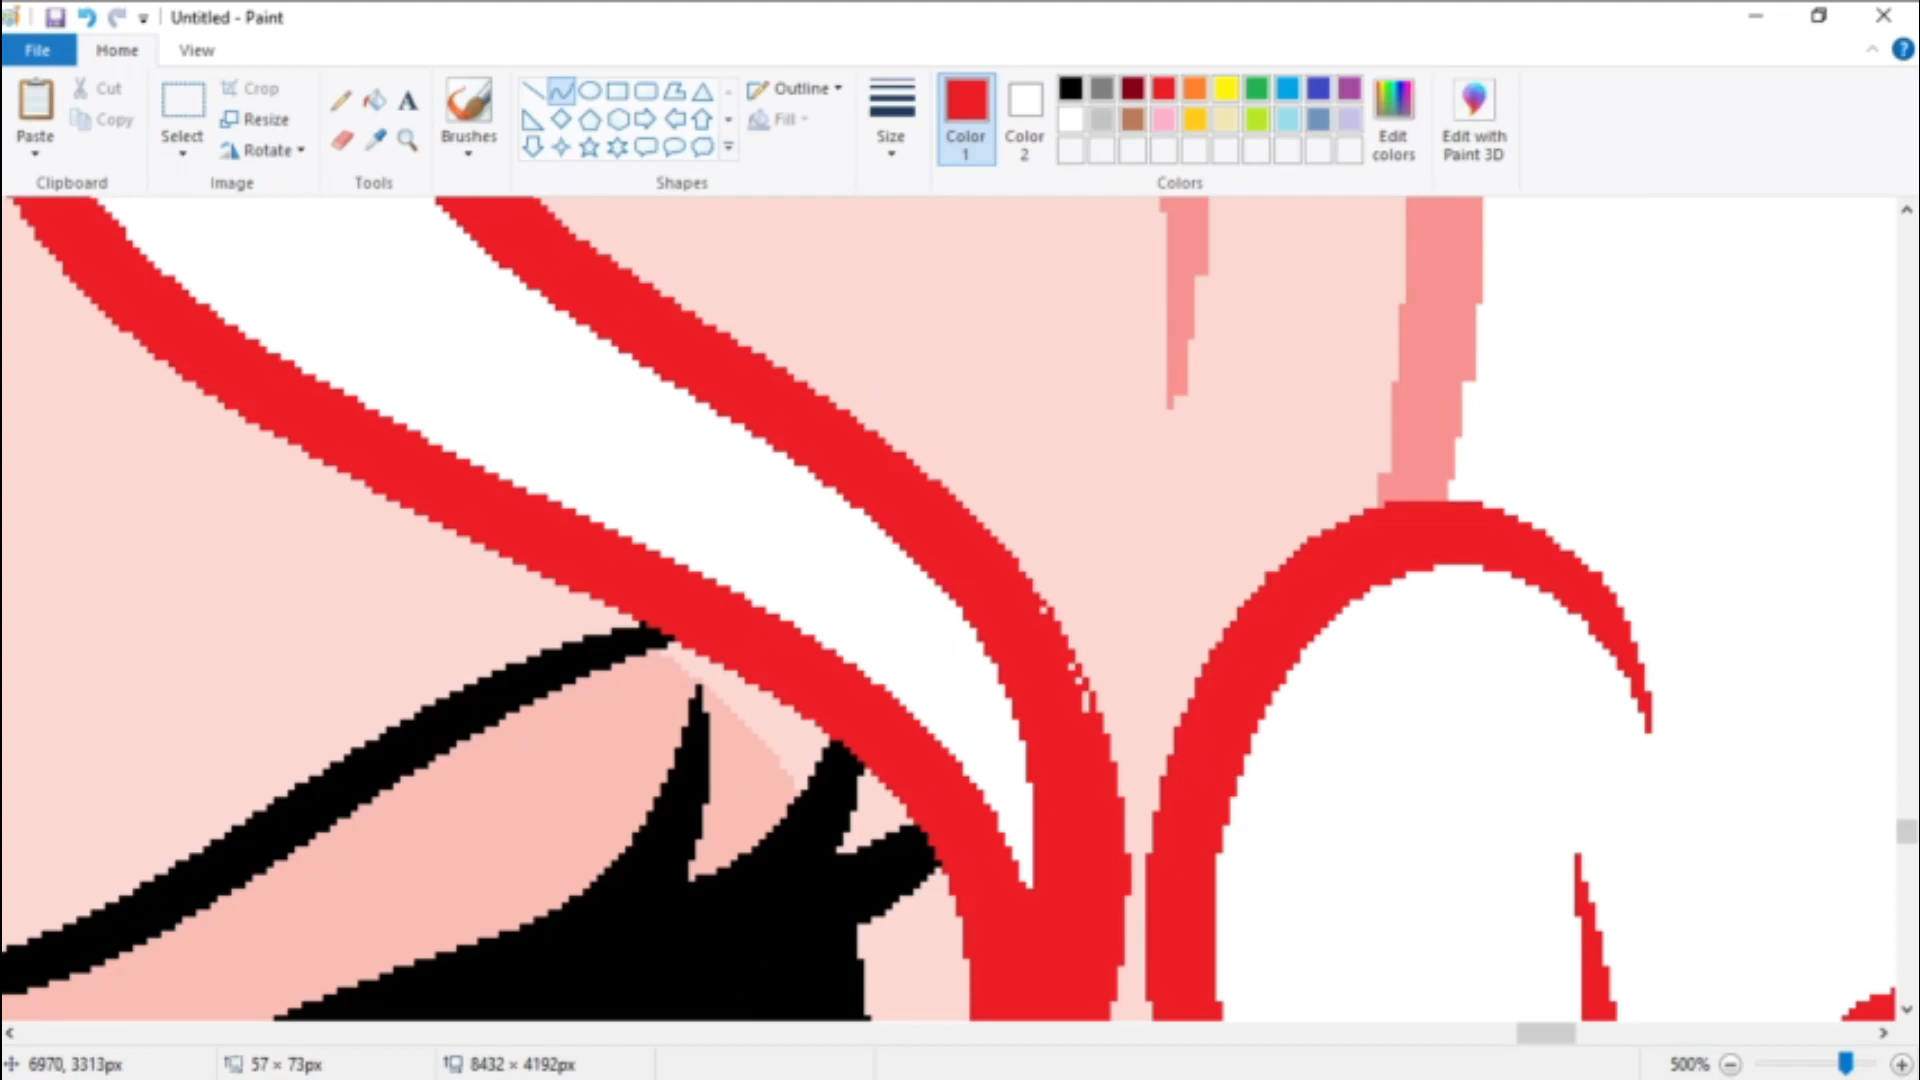 Untitled - Paint
File Home View
Paste
Cut
Copy
Clipboard
Select
Crop
Resize
Rotate
Image
Tools
Brushes
Outline
Fill
Shapes
Size
Color
1
Color
2
Edit
colors
Edit with
Paint 3D
Colors
6970, 3313px 57 × 73px 8432 × 4192px 500%